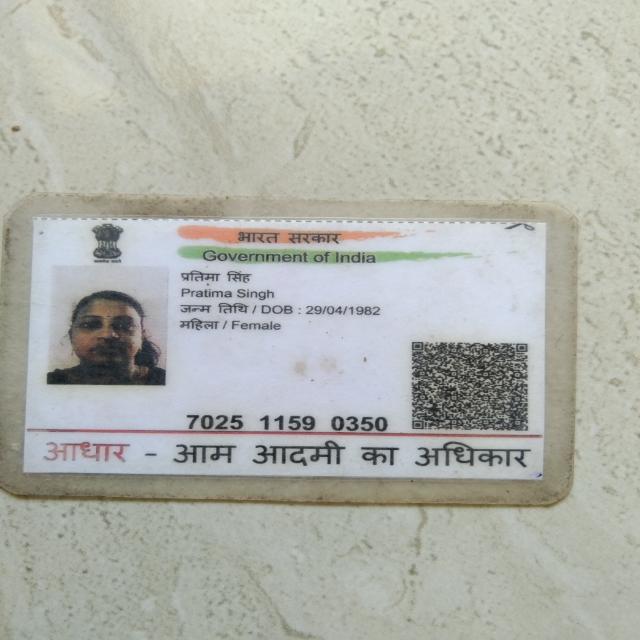 भारत सरकार
Government of India
प्रतिमा सिंह
Pratima Singh
जन्म तिथि / DOB : 29/04/1982
महिला / Female
7025 1159 0350
आधार - आम आदमी का अधिकार